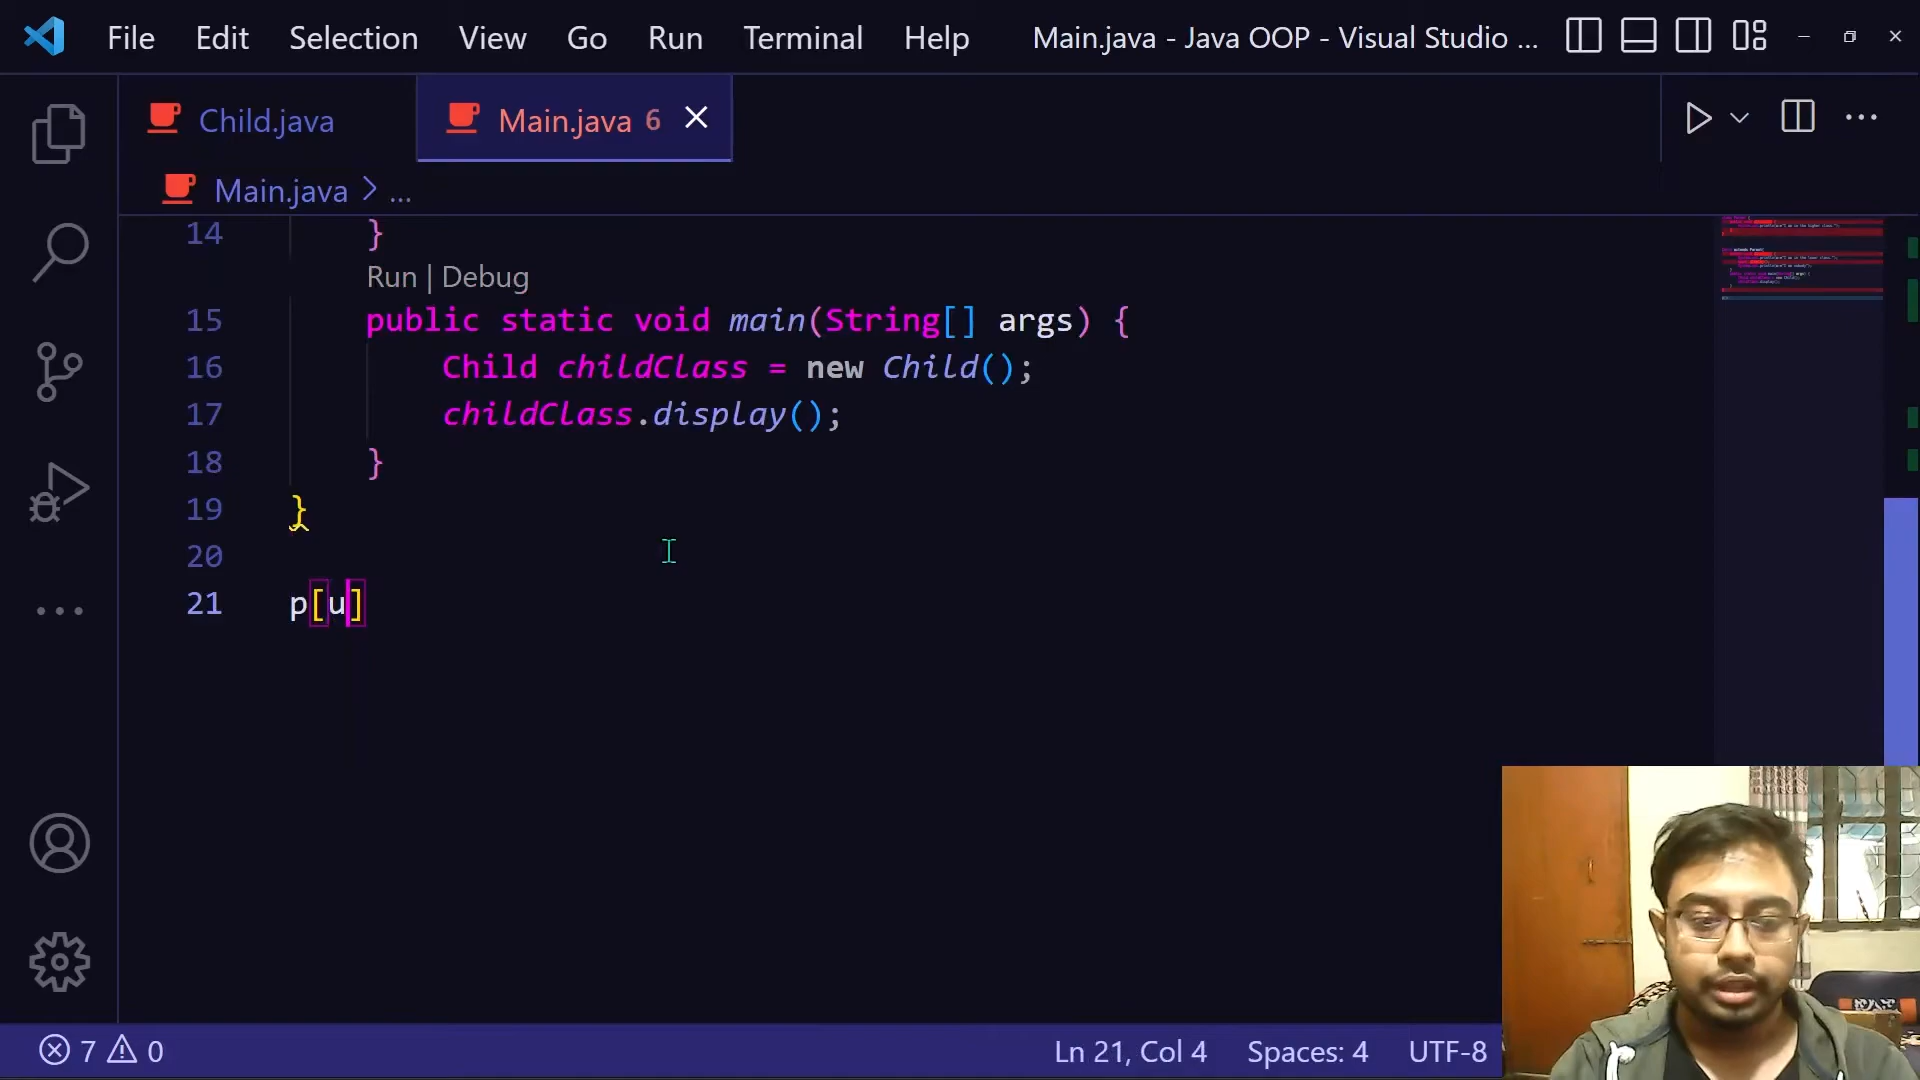 File Edit Selection View Go Run Terminal Help Main.java - Java OOP - Visual Studio ...
Child.java Main.java 6
Main.java > ...
14 }
Run | Debug
15 public static void main(String[] args) {
16 Child childClass = new Child();
17 childClass.display();
18 }
19 }
20
21 p[u]
7 0 Ln 21, Col 4 Spaces: 4 UTF-8